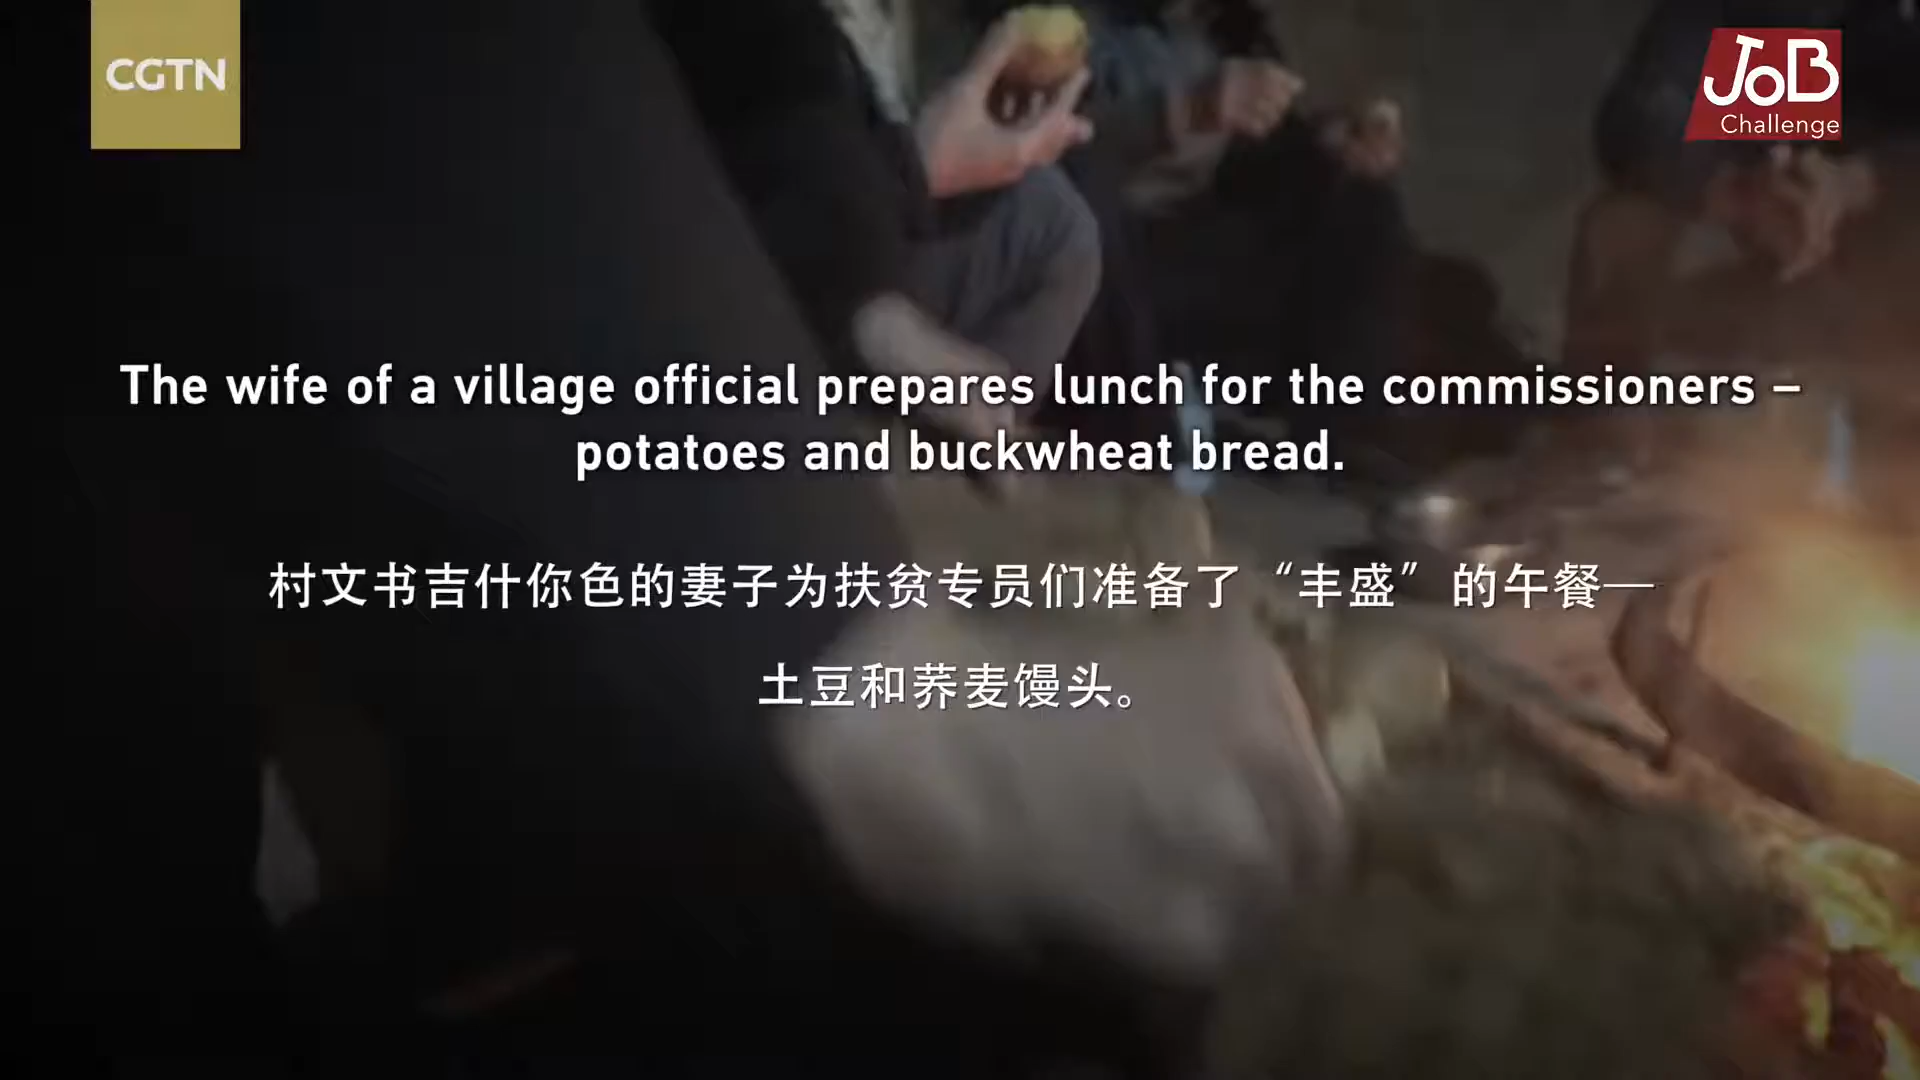 CGTN
JoB
Challenge
The wife of a village official prepares lunch for the commissioners –
potatoes and buckwheat bread.
村文书吉什你色的妻子为扶贫专员们准备了“丰盛”的午餐—
土豆和荞麦馒头。